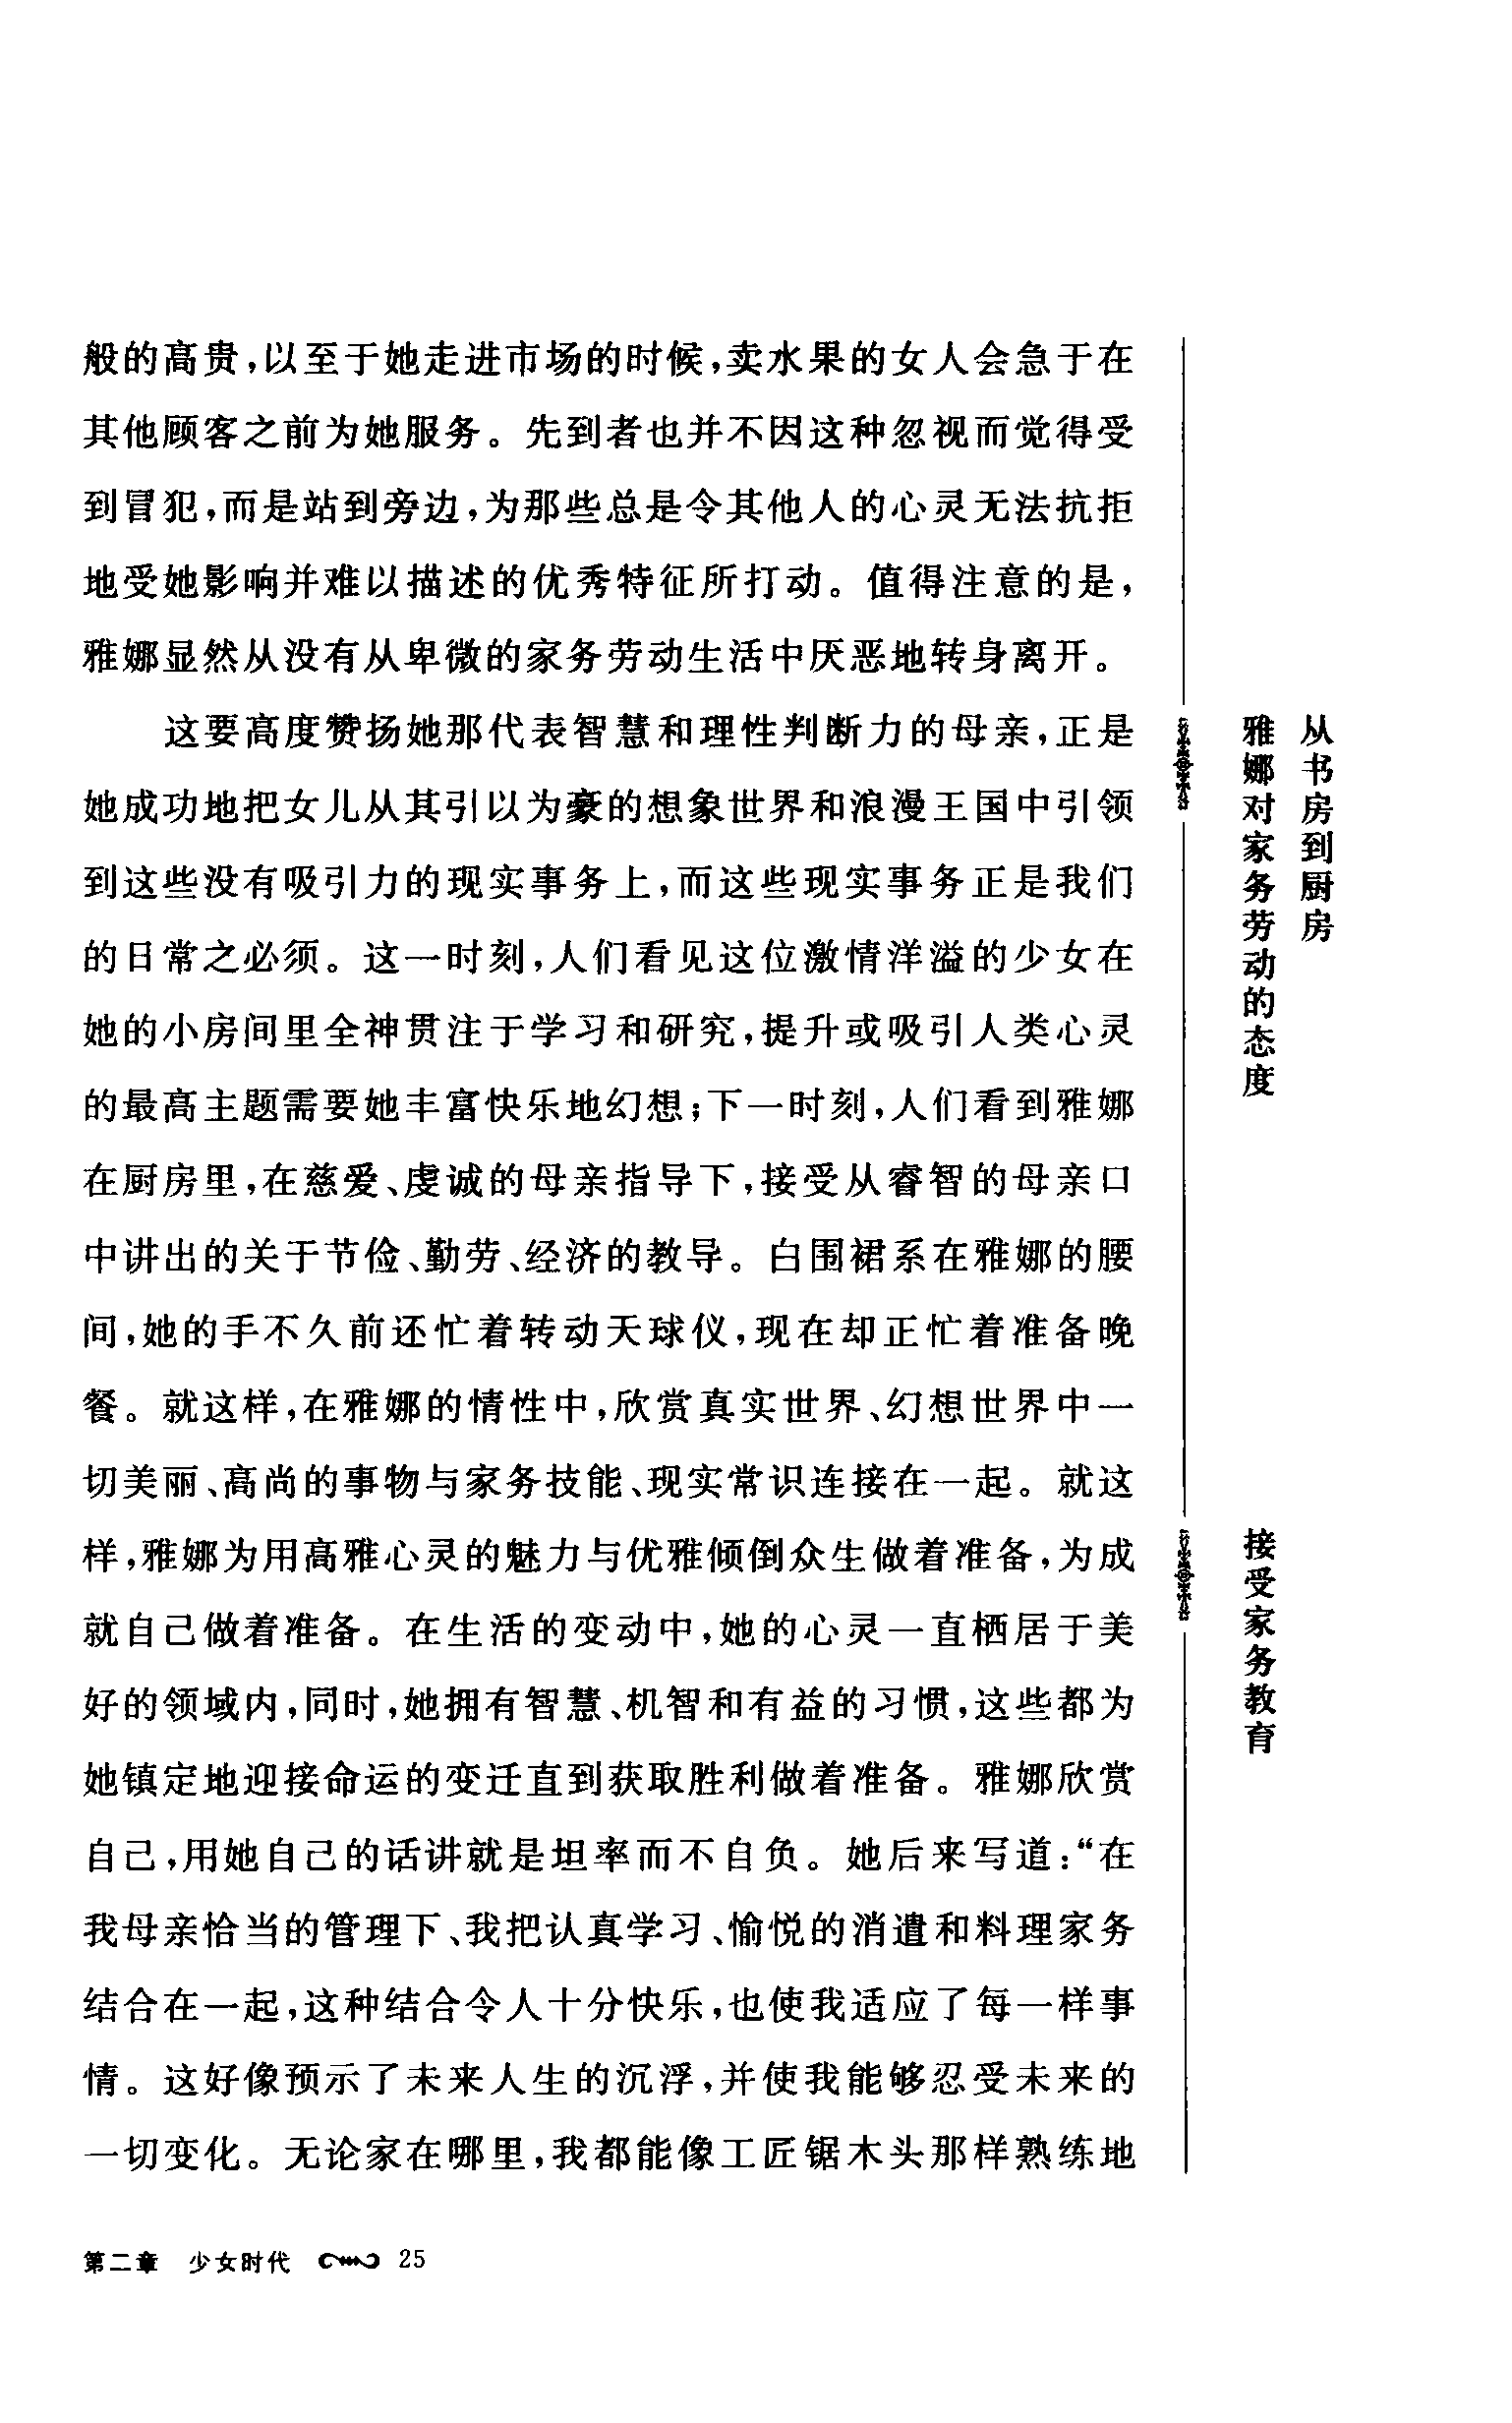 般的高贵，以至于她走进市场的时候，卖水果的女人会急于在
其他顾客之前为她服务。先到者也并不因这种忽视而觉得受
到冒犯，而是站到旁边，为那些总是令其他人的心灵无法抗拒
地受她影响并难以描述的优秀特征所打动。值得注意的是，
雅娜显然从没有从卑微的家务劳动生活中厌恶地转身离开。
这要高度赞扬她那代表智慧和理性判断力的母亲，正是
她成功地把女儿从其引以为豪的想象世界和浪漫王国中引领
到这些没有吸引力的现实事务上，而这些现实事务正是我们
的日常之必须。这一时刻，人们看见这位激情洋溢的少女在
她的小房间里全神贯注于学习和研究，提升或吸引人类心灵
的最高主题需要她丰富快乐地幻想；下一时刻，人们看到雅娜
在厨房里，在慈爱、虔诚的母亲指导下，接受从睿智的母亲口
中讲出的关于节俭、勤劳、经济的教导。白围裙系在雅娜的腰
间，她的手不久前还忙着转动天球仪，现在却正忙着准备晚
餐。就这样，在雅娜的情性中，欣赏真实世界、幻想世界中一
切美丽、高尚的事物与家务技能、现实常识连接在一起。就这
样，雅娜为用高雅心灵的魅力与优雅倾倒众生做着准备，为成
就自己做着准备。在生活的变动中，她的心灵一直栖居于美
好的领域内，同时，她拥有智慧、机智和有益的习惯，这些都为
她镇定地迎接命运的变迁直到获取胜利做着准备。雅娜欣赏
自己，用她自己的话讲就是坦率而不自负。她后来写道：“在
我母亲恰当的管理下、我把认真学习、愉悦的消遣和料理家务
结合在一起，这种结合令人十分快乐，也使我适应了每一样事
情。这好像预示了未来人生的沉浮，并使我能够忍受未来的
一切变化。无论家在哪里，我都能像工匠锯木头那样熟练地
从书房到厨房
雅娜对家务劳动的态度
接受家务教育
第二章 少女时代 25